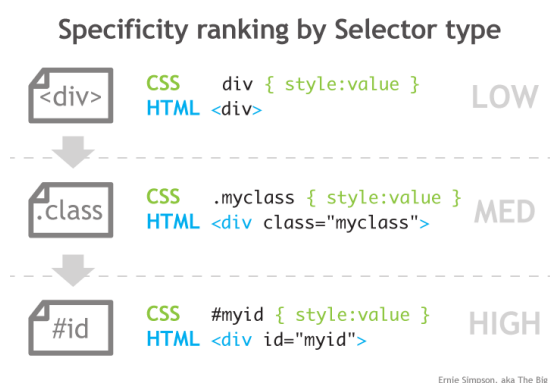 Specificity ranking by Selector type
<div>
CSS div { style:value }
HTML <div>
LOW
.class
CSS .myclass { style:value }
HTML <div class="myclass">
MED
#id
CSS #myid { style:value }
HTML <div id="myid">
HIGH
Ernie Simpson, aka The Big